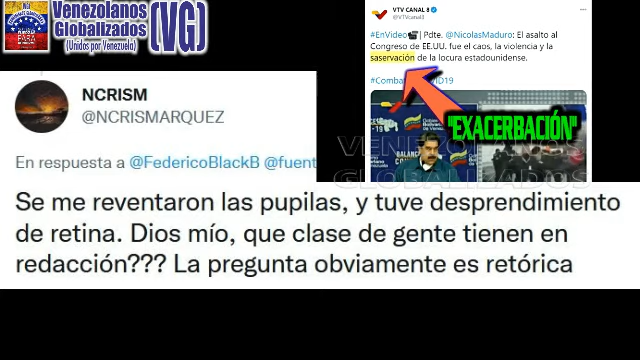 Venezolanos
Globalizados
(Unidos por Venezuela)
(VG)
VTV CANAL 8
@VTVcanal8
#EnVideo | Pdte. @NicolasMaduro: El asalto al
Congreso de EE.UU. fue el caos, la violencia y la
saservación de la locura estadounidense.
"EXACERBACIÓN"
VENEZOLANOS
GLOBALIZADOS
NCRISM
@NCRISMARQUEZ
En respuesta a @FedericoBlackB @fuent
Se me reventaron las pupilas, y tuve desprendimiento
de retina. Dios mío, que clase de gente tienen en
redacción??? La pregunta obviamente es retórica